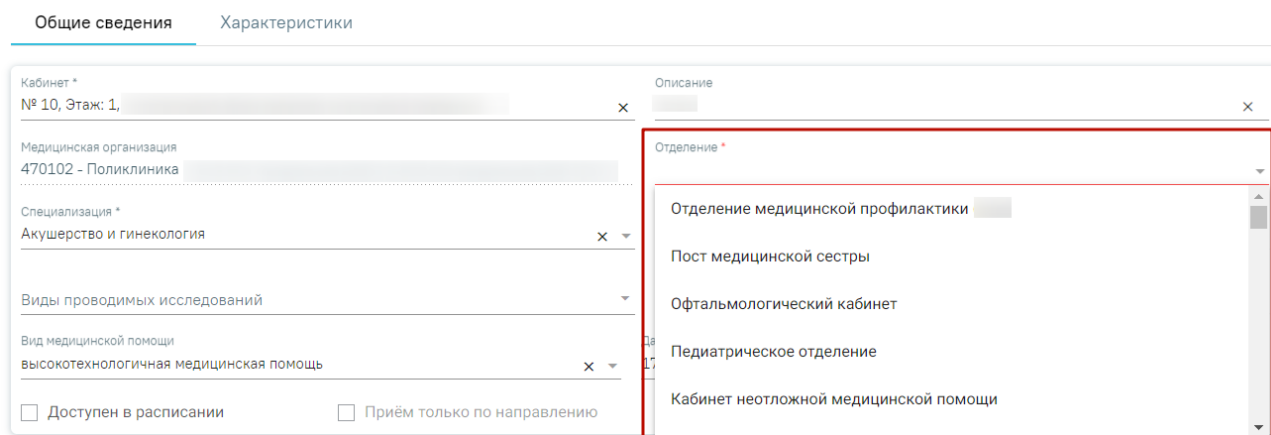 Общие сведения Характеристики
Кабинет * Описание
№ 10, Этаж: 1,
Медицинская организация Отделение *
470102 - Поликлиника
Отделение медицинской профилактики
Специализация *
Акушерство и гинекология
Пост медицинской сестры
Виды проводимых исследований Офтальмологический кабинет
Вид медицинской помощи
высокотехнологичная медицинская помощь
Педиатрическое отделение
Кабинет неотложной медицинской помощи
Доступен в расписании Приём только по направлению